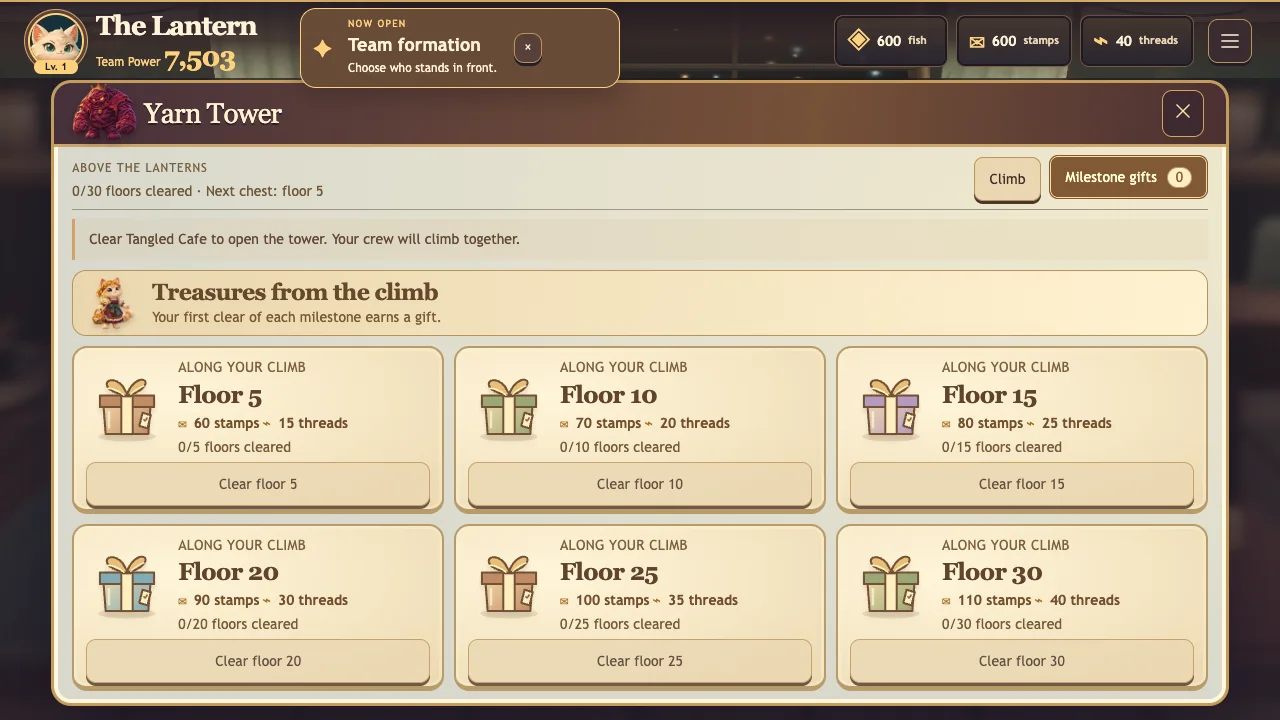 The Lantern
Team Power 7,503
Lv. 1
NOW OPEN
Team formation
Choose who stands in front.
×
600 fish
600 stamps
40 threads
Yarn Tower
ABOVE THE LANTERNS
0/30 floors cleared · Next chest: floor 5
Climb
Milestone gifts 0
Clear Tangled Cafe to open the tower. Your crew will climb together.
Treasures from the climb
Your first clear of each milestone earns a gift.
ALONG YOUR CLIMB
Floor 5
60 stamps 15 threads
0/5 floors cleared
Clear floor 5
ALONG YOUR CLIMB
Floor 10
70 stamps 20 threads
0/10 floors cleared
Clear floor 10
ALONG YOUR CLIMB
Floor 15
80 stamps 25 threads
0/15 floors cleared
Clear floor 15
ALONG YOUR CLIMB
Floor 20
90 stamps 30 threads
0/20 floors cleared
Clear floor 20
ALONG YOUR CLIMB
Floor 25
100 stamps 35 threads
0/25 floors cleared
Clear floor 25
ALONG YOUR CLIMB
Floor 30
110 stamps 40 threads
0/30 floors cleared
Clear floor 30